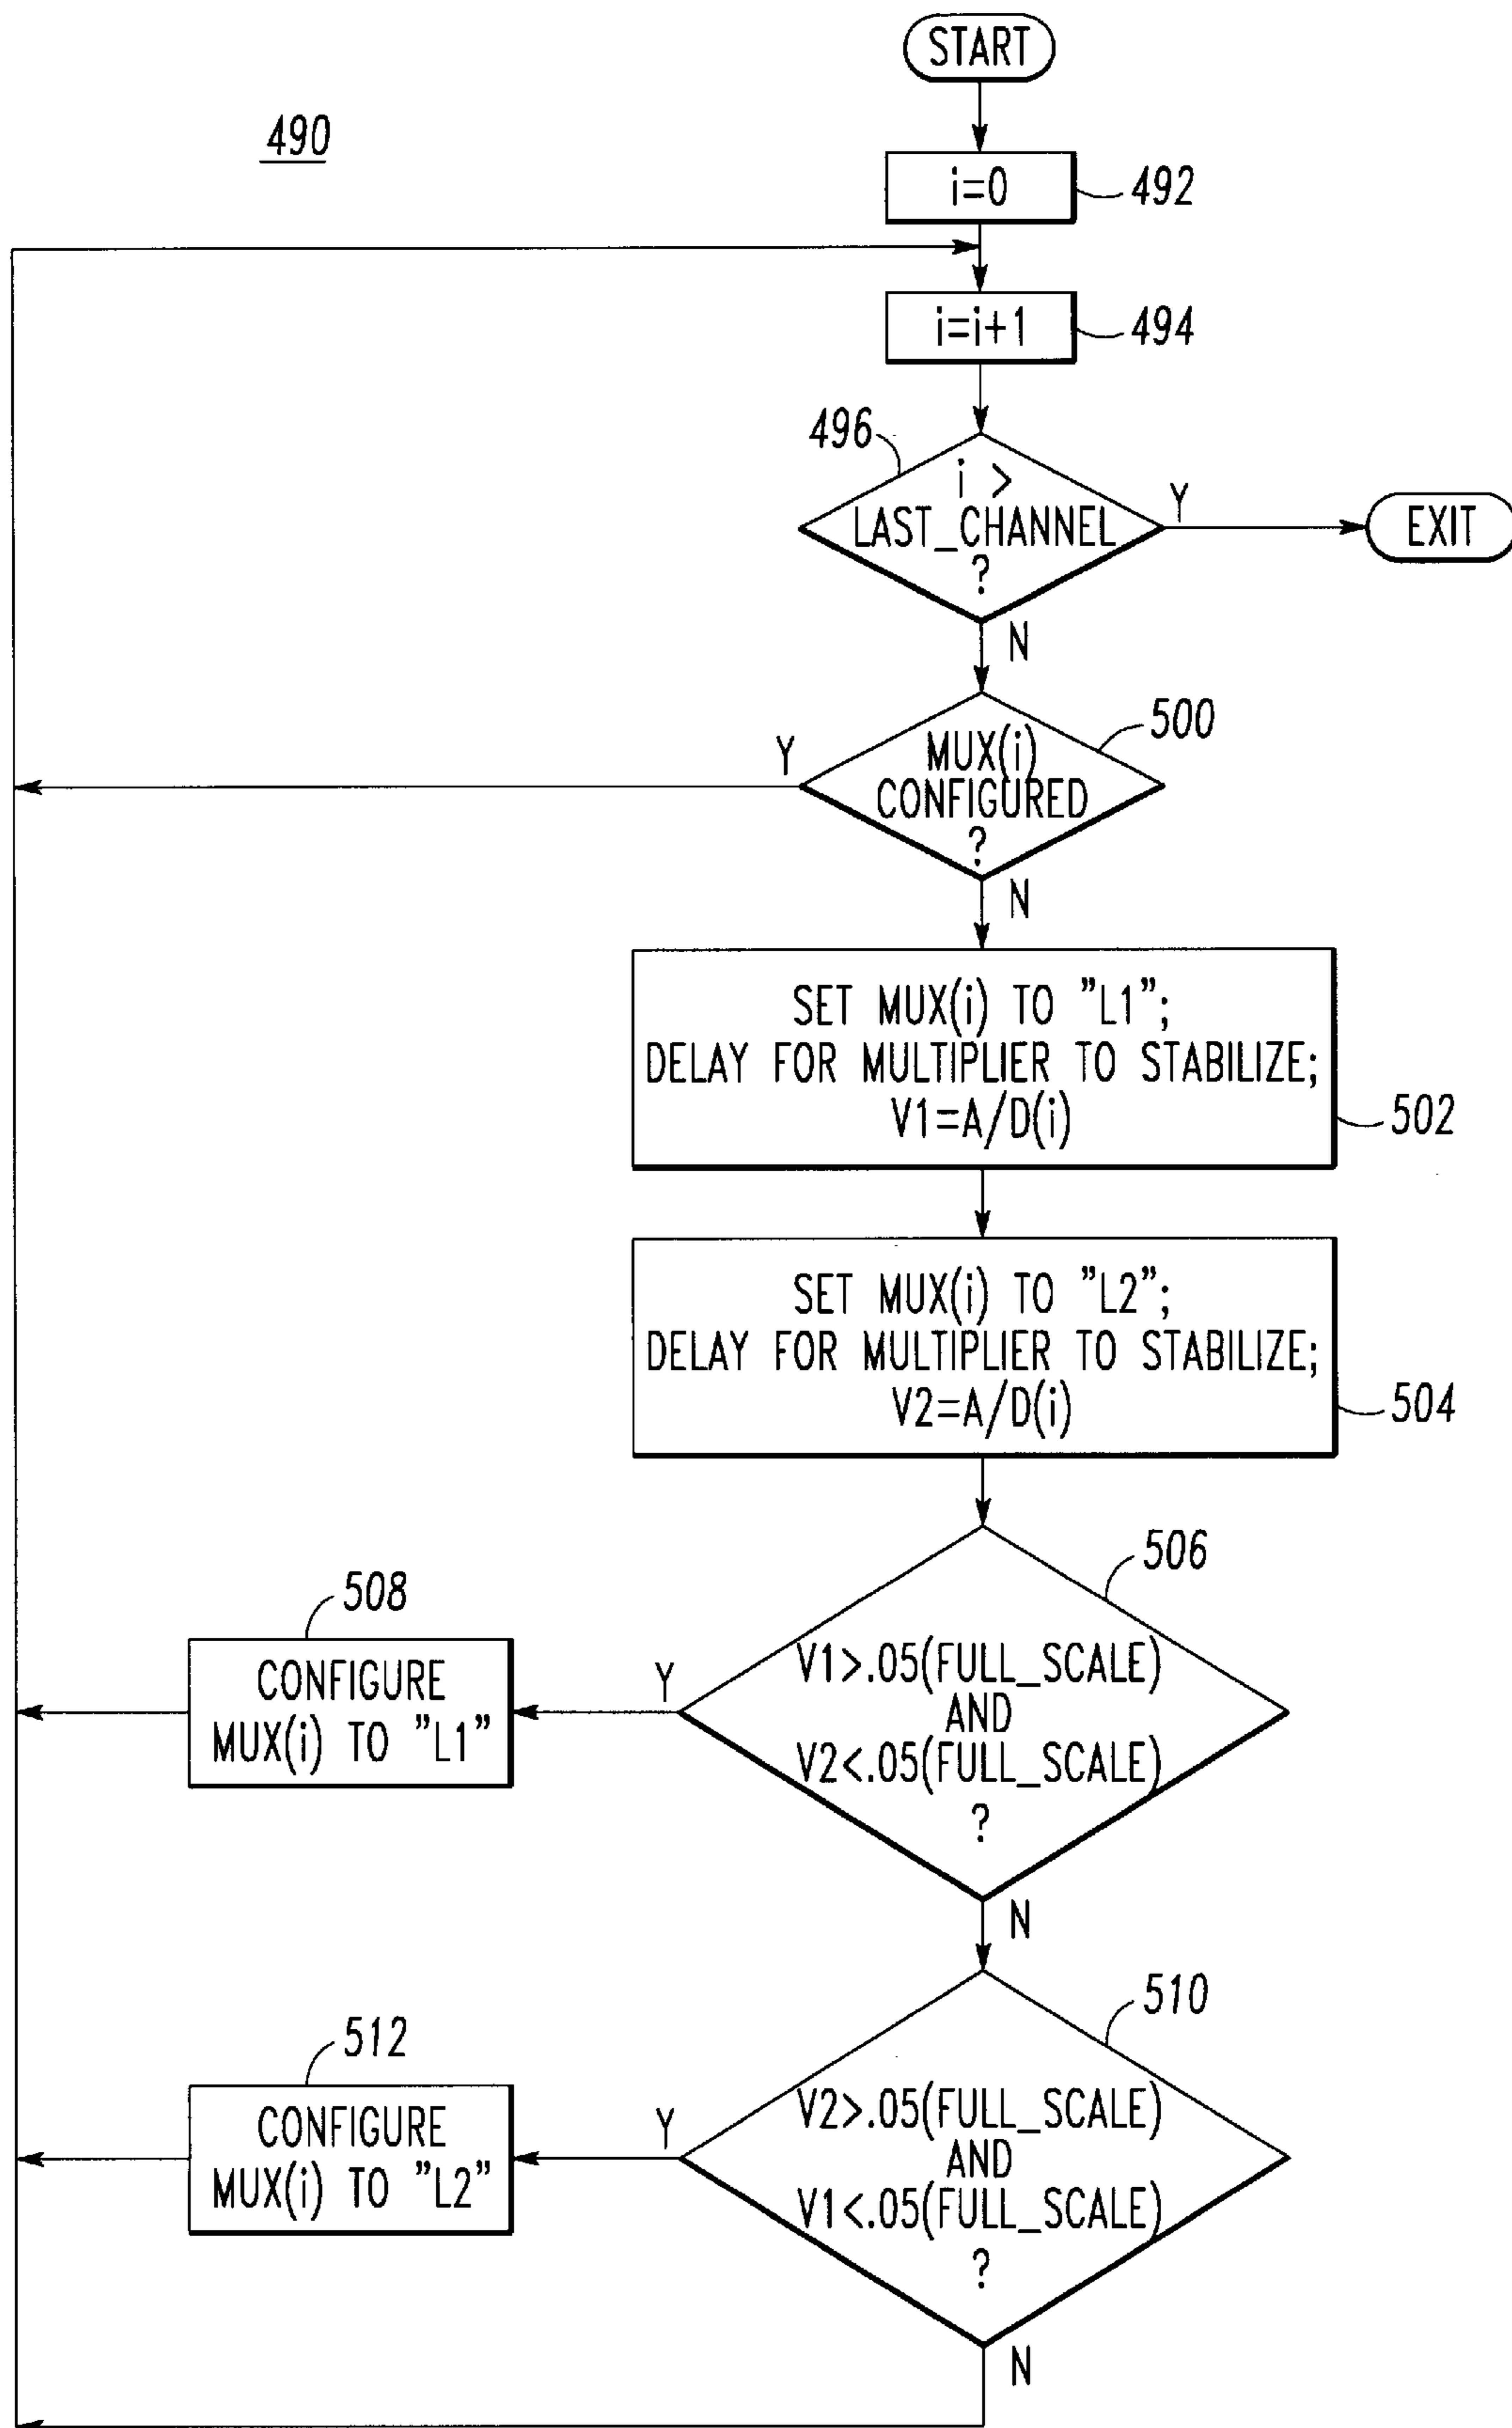 START
490
i=0
492
i=i+1
494
496
i >
LAST_CHANNEL
?
Y
EXIT
N
500
MUX(i)
CONFIGURED
?
Y
N
SET MUX(i) TO "L1";
DELAY FOR MULTIPLIER TO STABILIZE;
V1=A/D(i)
502
SET MUX(i) TO "L2";
DELAY FOR MULTIPLIER TO STABILIZE;
V2=A/D(i)
504
506
V1>.05(FULL_SCALE)
AND
V2<.05(FULL_SCALE)
?
Y
508
CONFIGURE
MUX(i) TO "L1"
N
510
V2>.05(FULL_SCALE)
AND
V1<.05(FULL_SCALE)
?
Y
512
CONFIGURE
MUX(i) TO "L2"
N